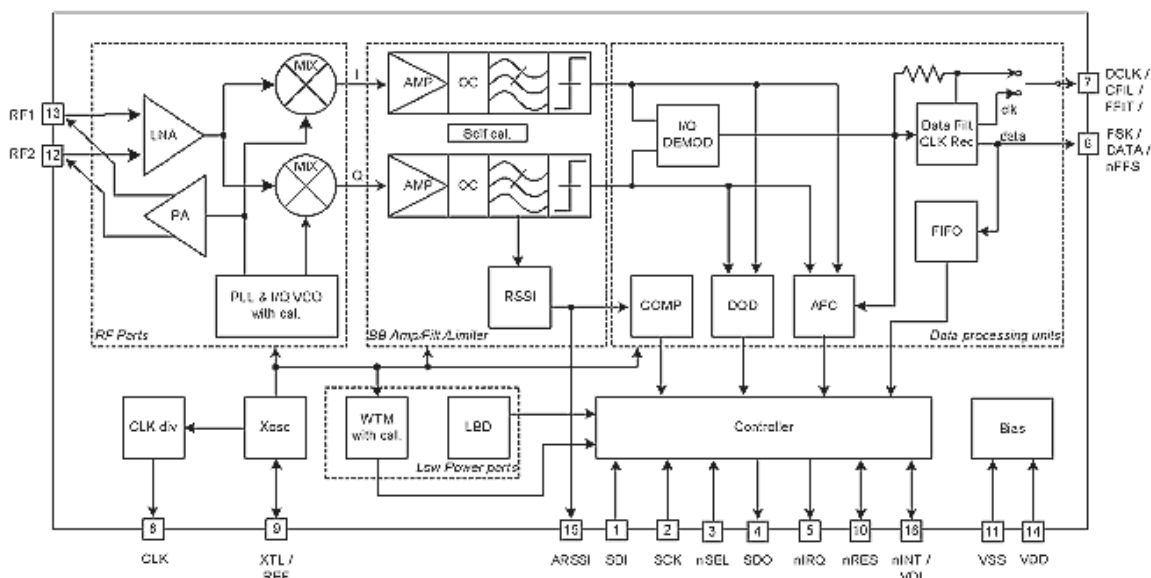 MIX
I
AMP
OC
7
DCLK /
CFIL /
FFIT /
RF1
13
LNA
Self cal.
I/Q
DEMOD
clk
Data Filt
CLK Rec
data
6
FSK /
DATA /
nFFS
RF2
12
MIX
Q
AMP
OC
PA
FIFO
PLL & I/Q VCO
with cal.
RSSI
COMP
DQD
AFC
RF Parts
BB Amp/Filt /Limiter
Data processing units
CLK div
Xosc
WTM
with cal.
LBD
Controller
Bias
Low Power parts
8
9
15
1
2
3
4
5
10
16
11
14
CLK
XTL /
REF
ARSSI
SDI
SCK
nSEL
SDO
nIRQ
nRES
nINT /
VDI
VSS
VDD